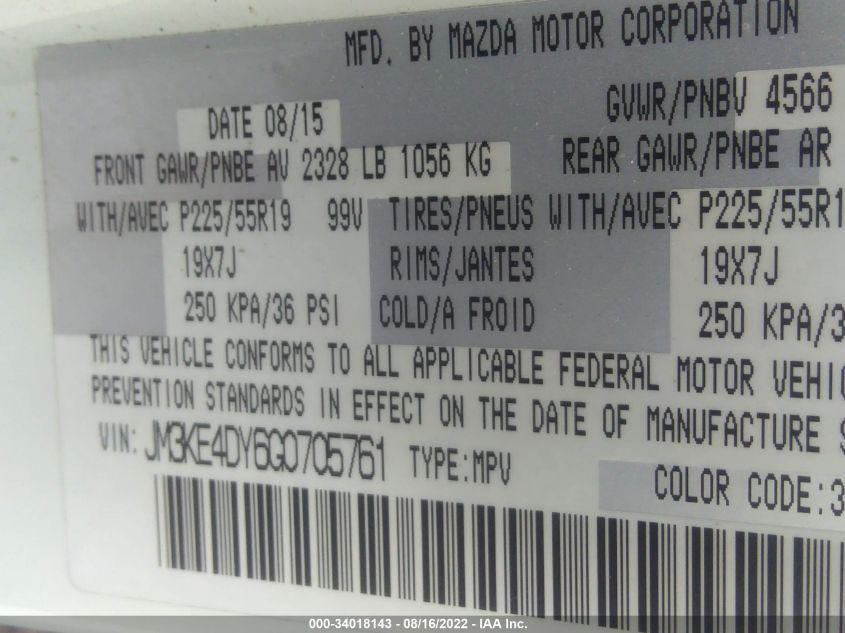 MFD. BY MAZDA MOTOR CORPORATION
DATE 08/15 GVWR/PNBV 4566
FRONT GAWR/PNBE AV 2328 LB 1056 KG REAR GAWR/PNBE AR
WITH/AVEC P225/55R19 99V TIRES/PNEUS WITH/AVEC P225/55R1
19X7J RIMS/JANTES 19X7J
250 KPA/36 PSI COLD/A FROID 250 KPA/3
THIS VEHICLE CONFORMS TO ALL APPLICABLE FEDERAL MOTOR VEHIC
PREVENTION STANDARDS IN EFFECT ON THE DATE OF MANUFACTURE S
VIN: JM3KE4DY6G0705761 TYPE:MPV COLOR CODE:3
000-34018143 - 08/16/2022 - IAA Inc.